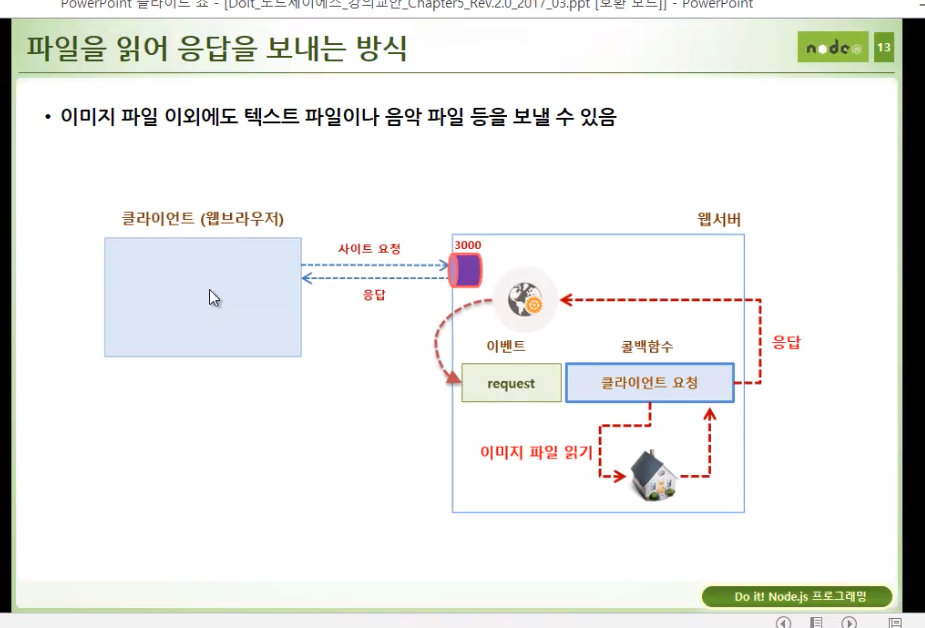 PowerPoint 슬라이드 쇼 - [DoIt_노드제이에스_강의교안_Chapter5_Rev.2.0_2017_03.ppt [호환 모드]] - PowerPoint
파일을 읽어 응답을 보내는 방식
node
13
• 이미지 파일 이외에도 텍스트 파일이나 음악 파일 등을 보낼 수 있음
클라이언트 (웹브라우저)
웹서버
사이트 요청
3000
응답
이벤트
콜백함수
응답
request
클라이언트 요청
이미지 파일 읽기
Do it! Node.js 프로그래밍